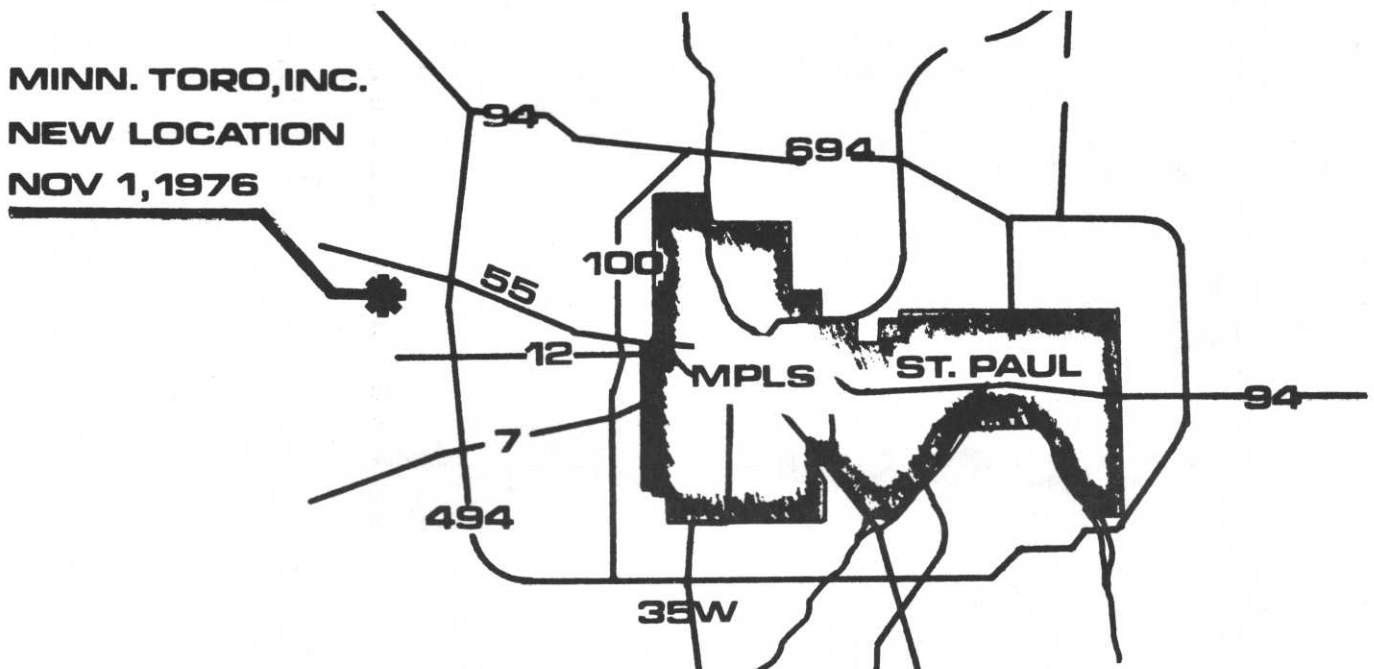 MINN. TORO,INC.
NEW LOCATION
NOV 1,1976
94
694
100
55
12
MPLS
ST. PAUL
94
7
494
35W